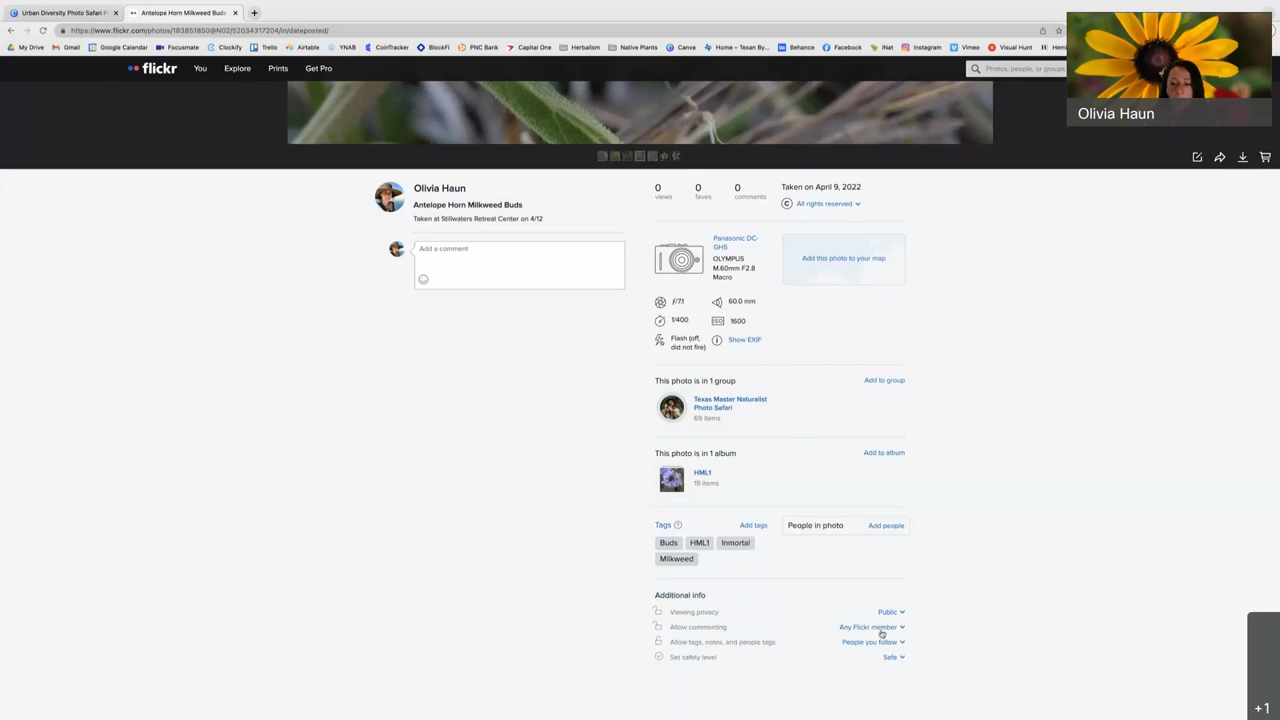 Urban Diversity Photo Safari P
Antelope Horn Milkweed Buds
https://www.flickr.com/photos/183851850@N02/52034317204/in/dateposted/
My Drive
Gmail
Google Calendar
Focusmate
Clockify
Trello
Airtable
YNAB
CoinTracker
BlockFi
PNC Bank
Capital One
Herbalism
Native Plants
Canva
Home – Texan By...
Behance
Facebook
iNat
Instagram
Vimeo
Visual Hunt
flickr
You
Explore
Prints
Get Pro
Photos, people, or groups
Olivia Haun
Olivia Haun
Antelope Horn Milkweed Buds
Taken at Stillwaters Retreat Center on 4/12
Add a comment
0
views
0
faves
0
comments
Taken on April 9, 2022
All rights reserved
Panasonic DC-
GH5
OLYMPUS
M.60mm F2.8
Macro
Add this photo to your map
ƒ/7.1
60.0 mm
1/400
ISO
1600
Flash (off,
did not fire)
Show EXIF
This photo is in 1 group
Add to group
Texas Master Naturalist
Photo Safari
69 items
This photo is in 1 album
Add to album
HML1
19 items
Tags
Add tags
People in photo
Add people
Buds
HML1
Inmortal
Milkweed
Additional info
Viewing privacy
Public
Allow commenting
Any Flickr member
Allow tags, notes, and people tags
People you follow
Set safety level
Safe
+1